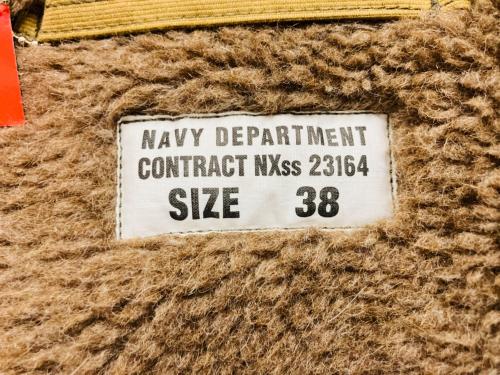 NAVY DEPARTMENT
CONTRACT NXss 23164
SIZE 38